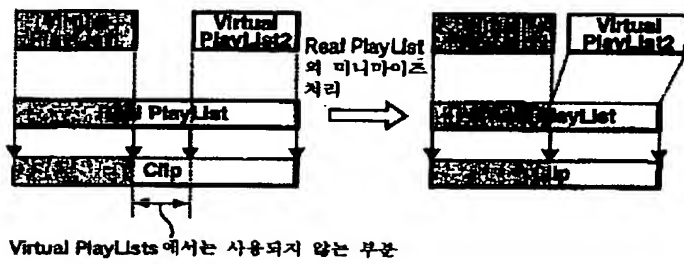 Virtual
PlayList2
Real PlayList
의 미니마이즈
처리
Virtual
PlayList2
PlayList
PlayList
Clip
Virtual PlayLists 에서는 사용되지 않는 부분